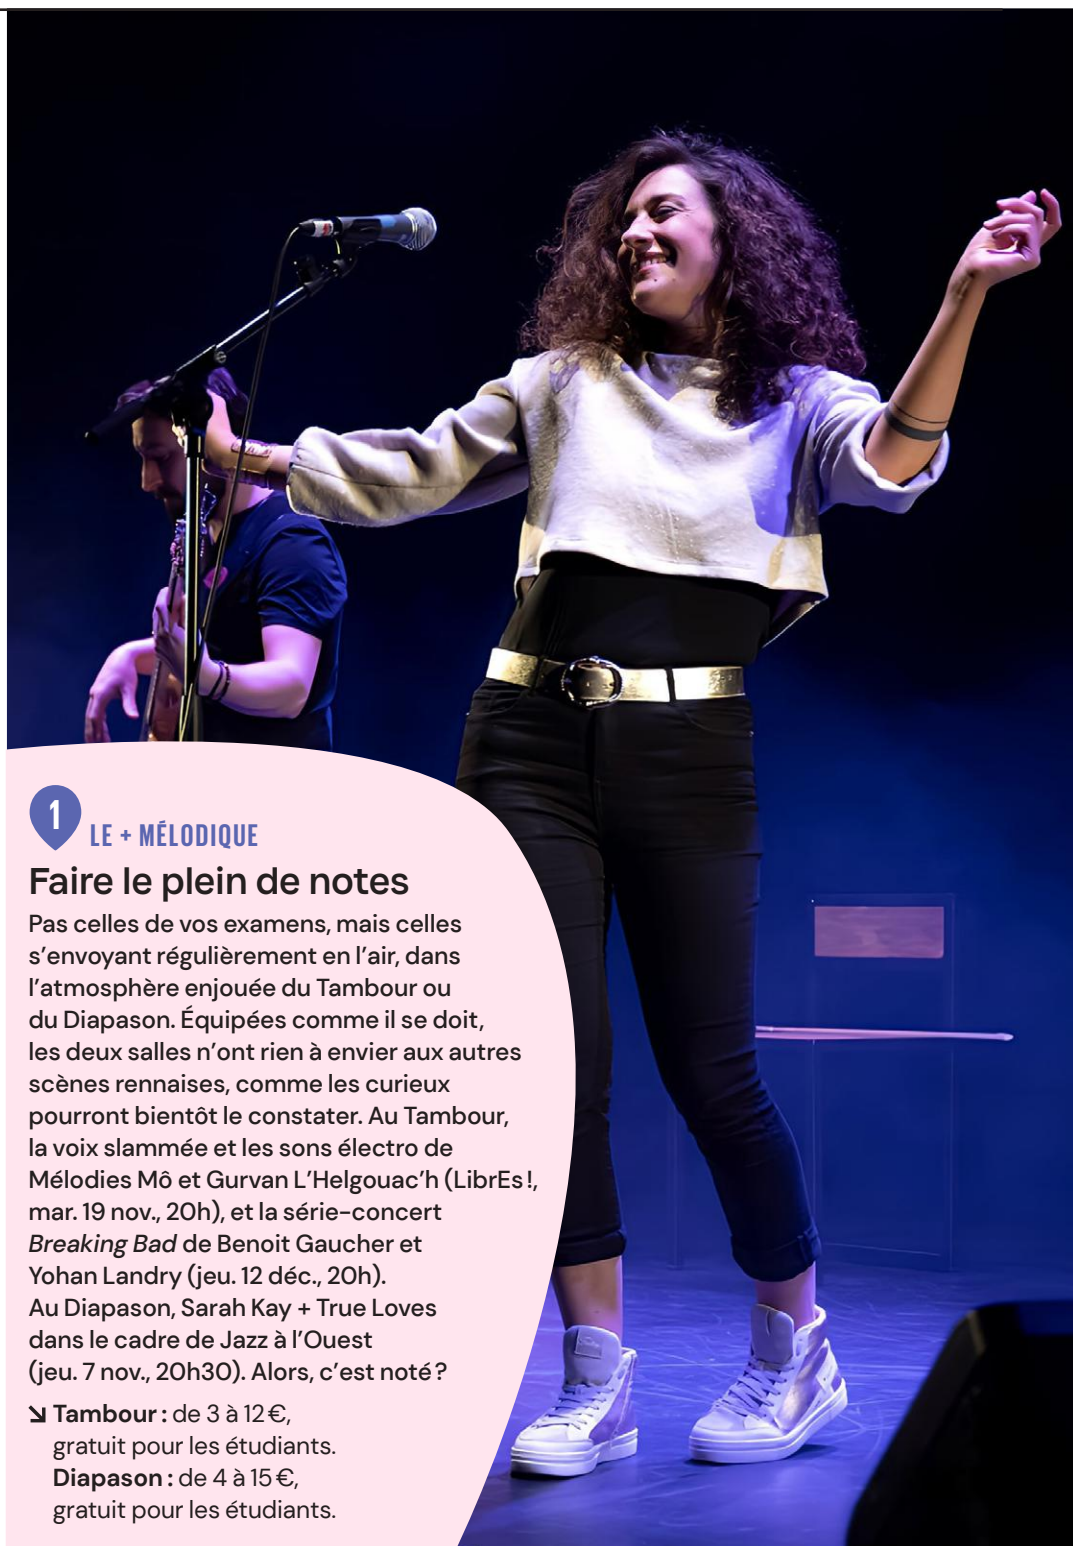 1
LE + MÉLODIQUE
Faire le plein de notes
Pas celles de vos examens, mais celles
s’envoyant régulièrement en l’air, dans
l’atmosphère enjouée du Tambour ou
du Diapason. Équipées comme il se doit,
les deux salles n’ont rien à envier aux autres
scènes rennaises, comme les curieux
pourront bientôt le constater. Au Tambour,
la voix slammée et les sons électro de
Mélodies Mô et Gurvan L’Helgouac’h (LibrEs !,
mar. 19 nov., 20h), et la série-concert
Breaking Bad de Benoit Gaucher et
Yohan Landry (jeu. 12 déc., 20h).
Au Diapason, Sarah Kay + True Loves
dans le cadre de Jazz à l’Ouest
(jeu. 7 nov., 20h30). Alors, c’est noté ?
↘ Tambour : de 3 à 12 €,
gratuit pour les étudiants.
Diapason : de 4 à 15 €,
gratuit pour les étudiants.